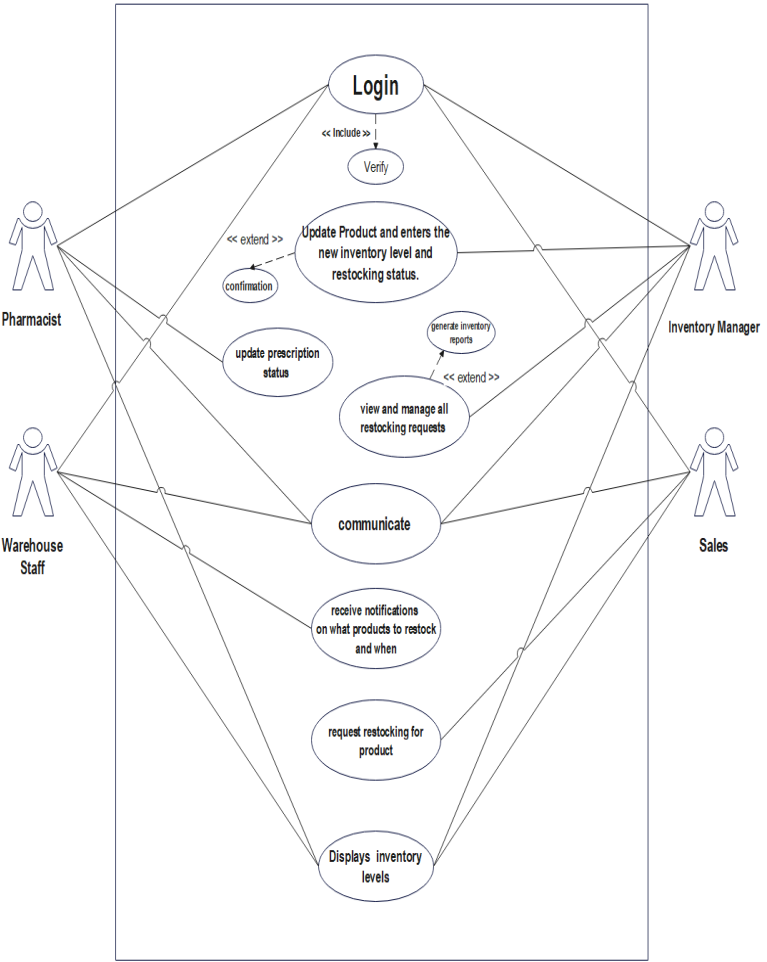 Login
<< Include >>
Verify
Update Product and enters the
new inventory level and
restocking status.
<< extend >>
confirmation
Pharmacist
Inventory Manager
generate inventory
reports
update prescription
status
<< extend >>
view and manage all
restocking requests
communicate
Warehouse
Staff
Sales
receive notifications
on what products to restock
and when
request restocking for
product
Displays inventory
levels